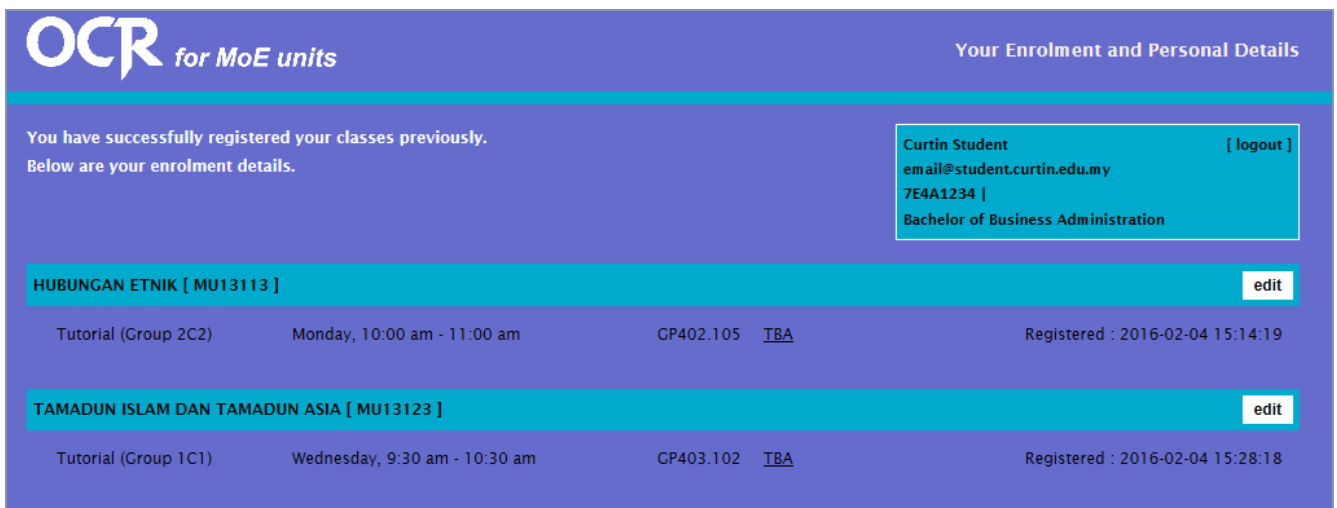 OCR for MoE units
Your Enrolment and Personal Details
You have successfully registered your classes previously.
Below are your enrolment details.
Curtin Student [ logout ]
email@student.curtin.edu.my
7E4A1234 |
Bachelor of Business Administration
HUBUNGAN ETNIK [ MU13113 ] edit
Tutorial (Group 2C2) Monday, 10:00 am - 11:00 am GP402.105 TBA Registered : 2016-02-04 15:14:19
TAMADUN ISLAM DAN TAMADUN ASIA [ MU13123 ] edit
Tutorial (Group 1C1) Wednesday, 9:30 am - 10:30 am GP403.102 TBA Registered : 2016-02-04 15:28:18